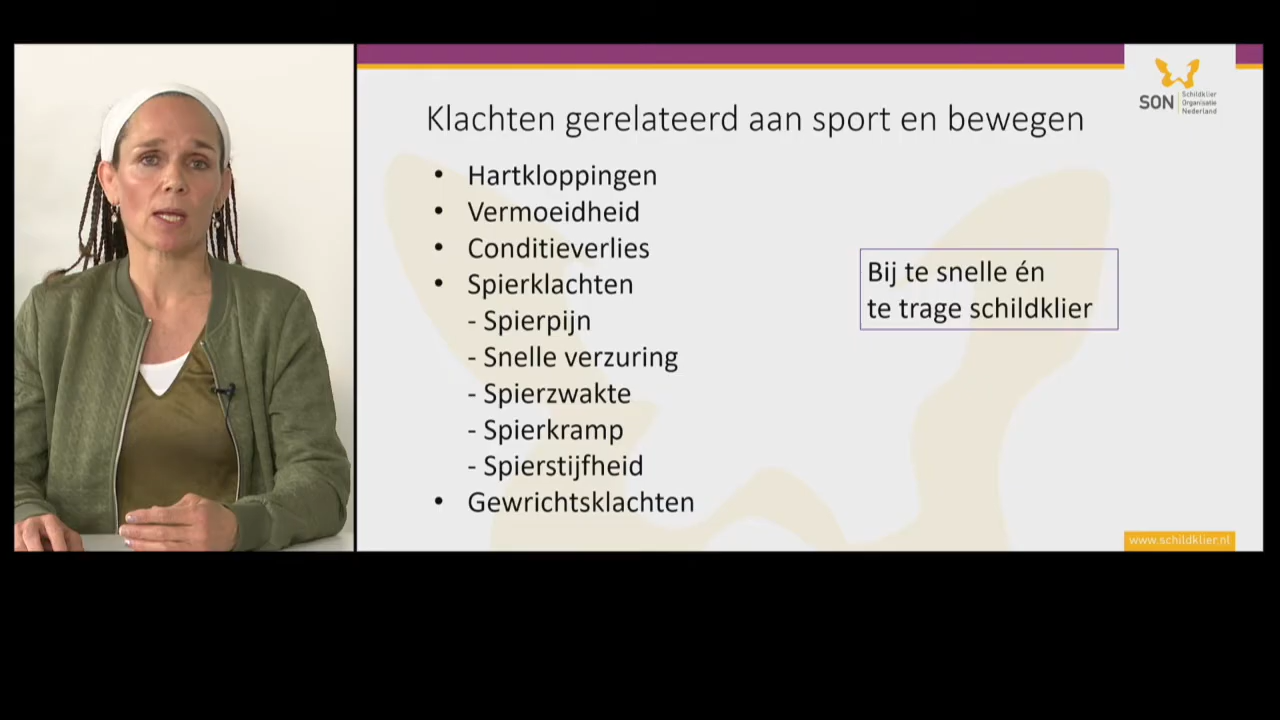 Klachten gerelateerd aan sport en bewegen
• Hartkloppingen
• Vermoeidheid
• Conditieverlies
• Spierklachten
- Spierpijn
- Snelle verzuring
- Spierzwakte
- Spierkramp
- Spierstijfheid
• Gewrichtsklachten
Bij te snelle én
te trage schildklier
SON
Schildklier
Organisatie
Nederland
www.schildklier.nl